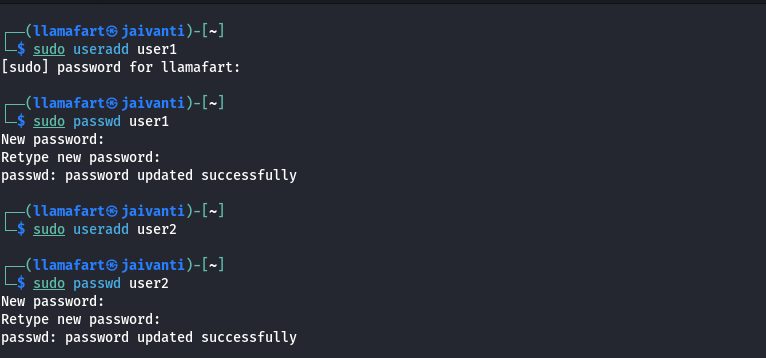 ┌──(llamafart㉿jaivanti)-[~]
└─$ sudo useradd user1
[sudo] password for llamafart:
┌──(llamafart㉿jaivanti)-[~]
└─$ sudo passwd user1
New password:
Retype new password:
passwd: password updated successfully
┌──(llamafart㉿jaivanti)-[~]
└─$ sudo useradd user2
┌──(llamafart㉿jaivanti)-[~]
└─$ sudo passwd user2
New password:
Retype new password:
passwd: password updated successfully